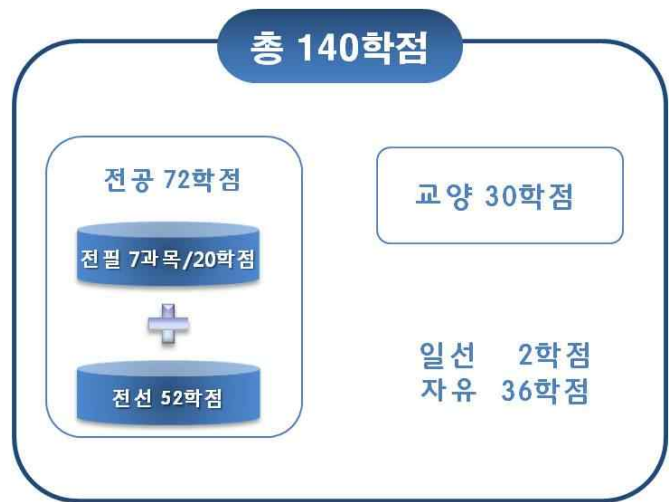 총 140학점
전공 72학점
전필 7과목/20학점
전선 52학점
교양 30학점
일선 2학점
자유 36학점